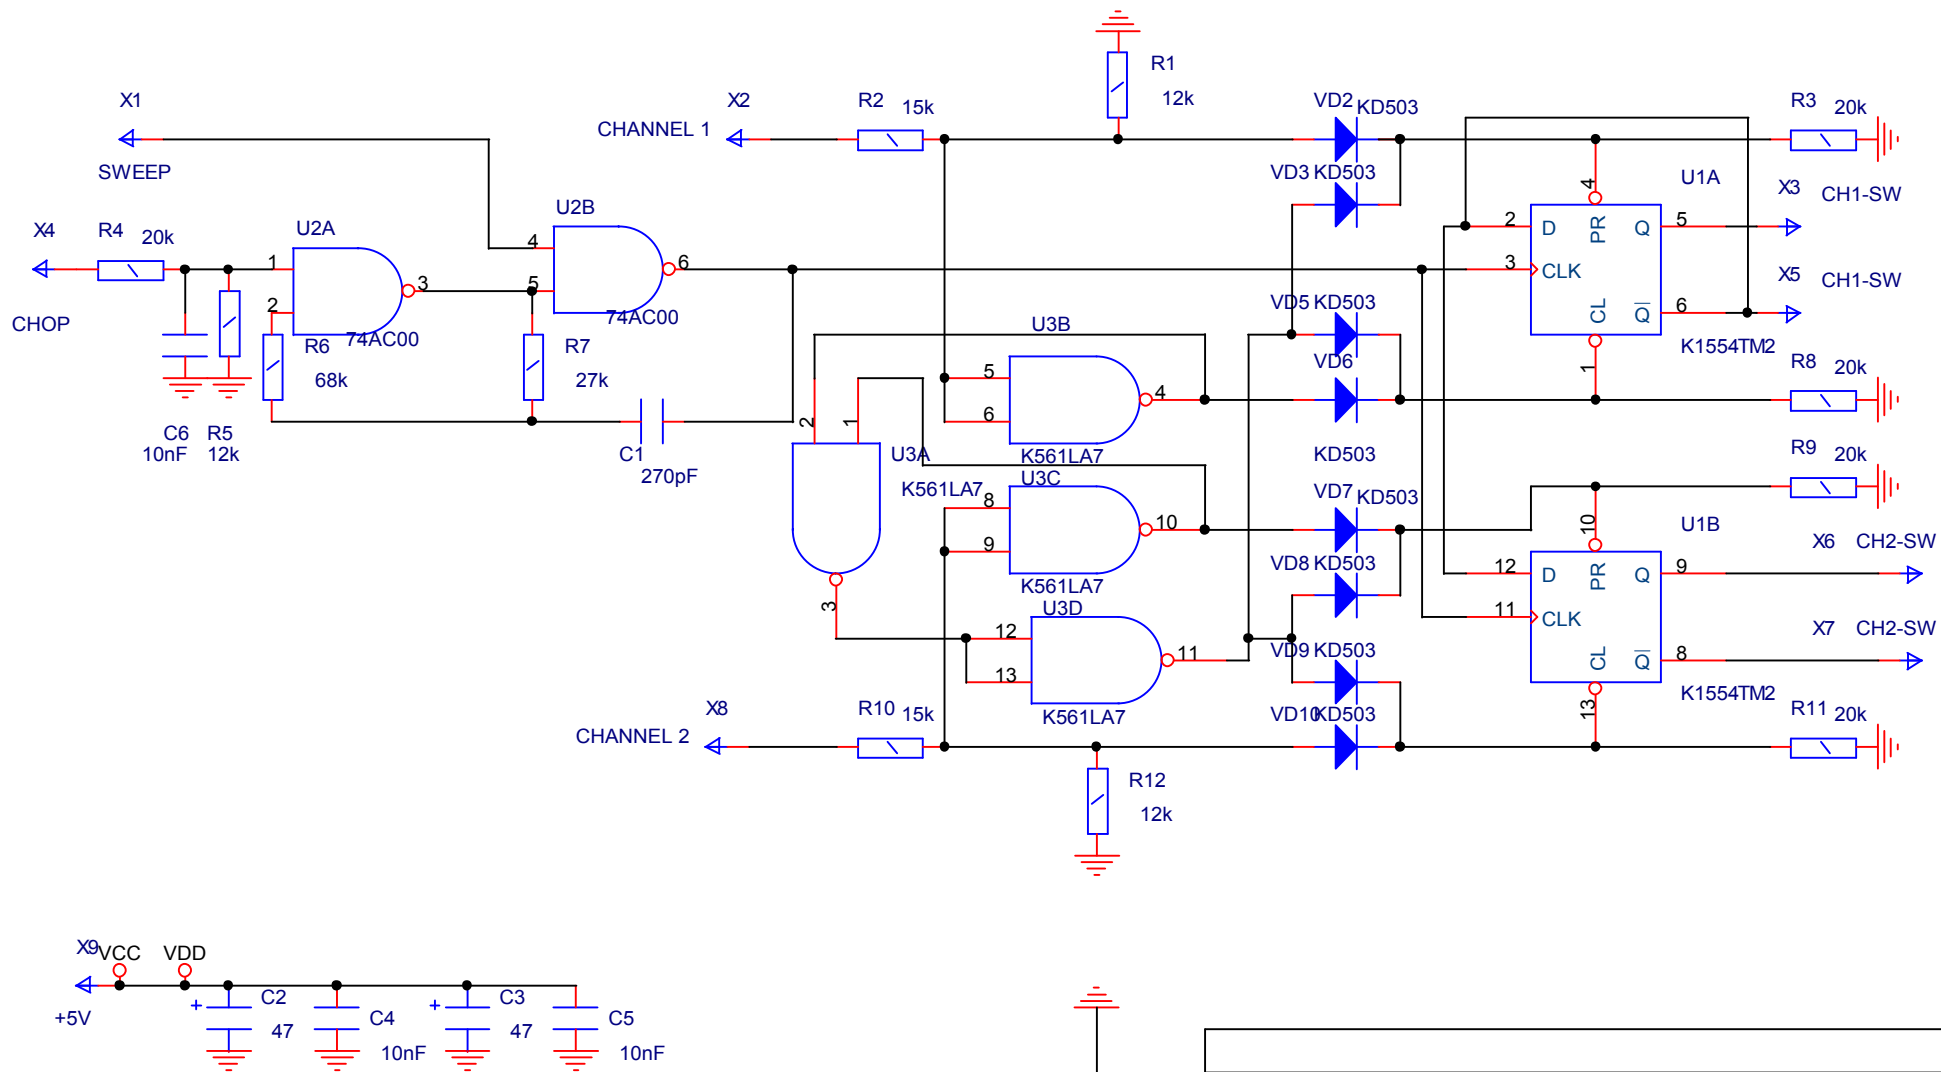 X1
SWEEP
X4
R4
20k
CHOP
C6
10nF
R5
12k
U2A
1
2
3
74AC00
R6
68k
U2B
4
5
6
74AC00
R7
27k
C1
270pF
X2
CHANNEL 1
R2
15k
R1
12k
VD2
KD503
VD3
KD503
VD5
KD503
VD6
KD503
VD7
KD503
VD8
KD503
VD9
KD503
VD10
KD503
U3B
5
6
4
K561LA7
U3A
2
1
3
K561LA7
U3C
8
9
10
K561LA7
U3D
12
13
11
K561LA7
X8
CHANNEL 2
R10
15k
R12
12k
R3
20k
U1A
4
2
3
1
5
6
D
CLK
PR
CL
Q
Q
K1554TM2
X3
CH1-SW
X5
CH1-SW
R8
20k
R9
20k
U1B
10
12
11
13
9
8
D
CLK
PR
CL
Q
Q
K1554TM2
X6
CH2-SW
X7
CH2-SW
R11
20k
X9
VCC
VDD
+5V
+
C2
47
C4
10nF
+
C3
47
C5
10nF